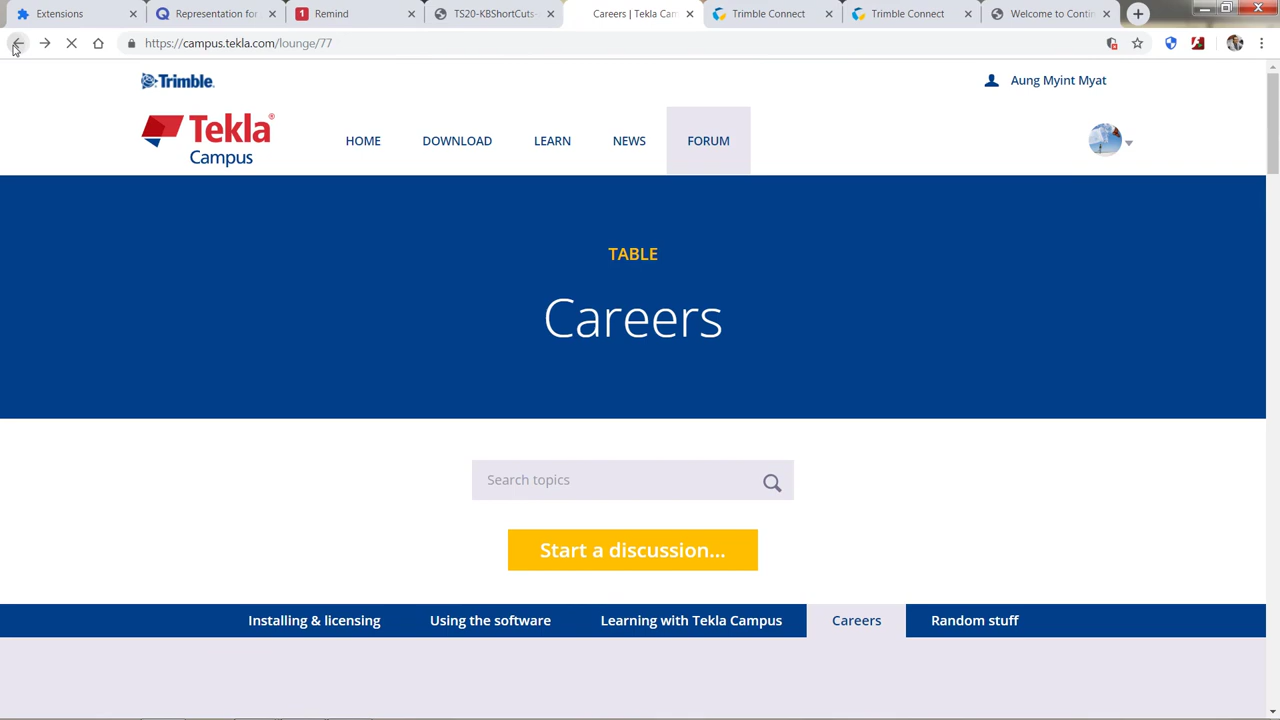 Extensions
Representation for
Remind
TS20-KBDshortCuts-
Careers | Tekla Cam
Trimble Connect
Trimble Connect
Welcome to Contin
https://campus.tekla.com/lounge/77
Trimble.
Aung Myint Myat
Tekla®
Campus
HOME
DOWNLOAD
LEARN
NEWS
FORUM
TABLE
Careers
Search topics
Start a discussion...
Installing & licensing
Using the software
Learning with Tekla Campus
Careers
Random stuff